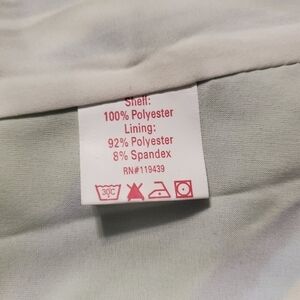 Shell:
100% Polyester
Lining:
92% Polyester
8% Spandex
RN#119439
30C